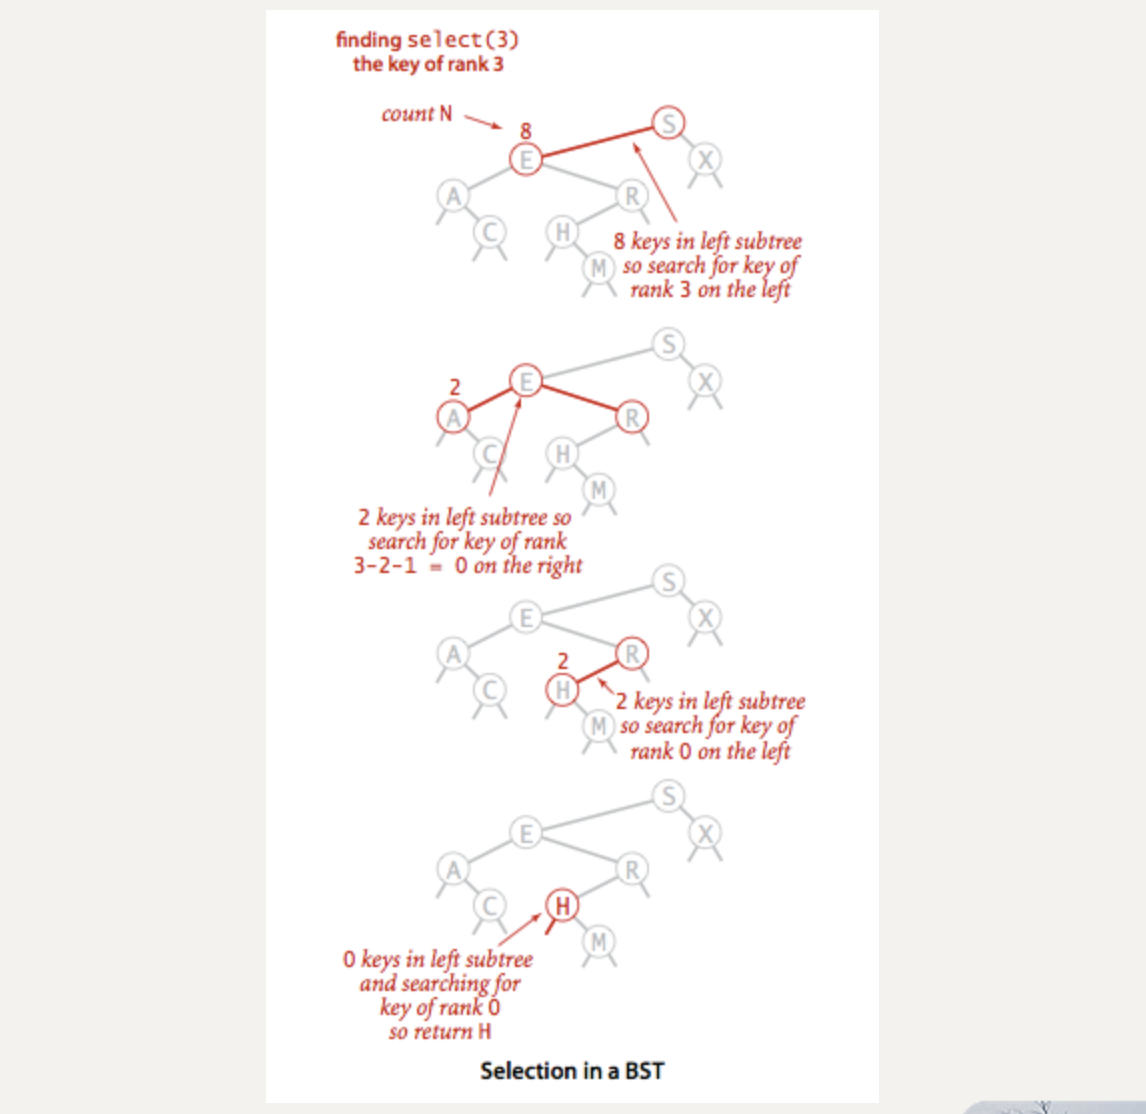 finding select(3)
the key of rank 3
count N
8
S
E
X
A
R
C
H
M
8 keys in left subtree
so search for key of
rank 3 on the left
S
2
E
X
A
R
C
H
M
2 keys in left subtree so
search for key of rank
3-2-1 = 0 on the right
S
E
X
A
2
R
C
H
M
2 keys in left subtree
so search for key of
rank 0 on the left
S
E
X
A
R
C
H
M
0 keys in left subtree
and searching for
key of rank 0
so return H
Selection in a BST